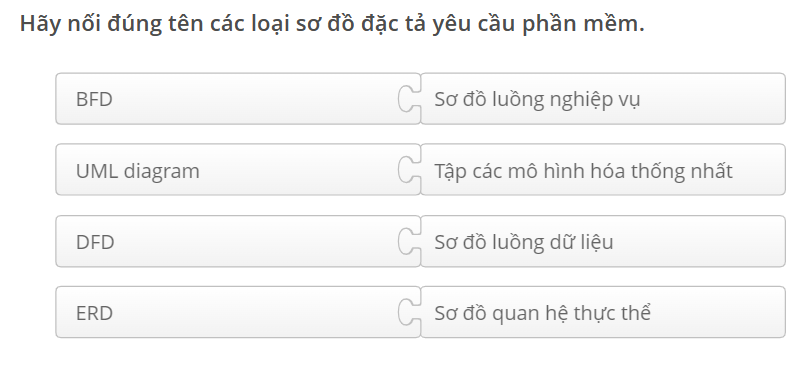 Hãy nối đúng tên các loại sơ đồ đặc tả yêu cầu phần mềm.
BFD
Sơ đồ luồng nghiệp vụ
UML diagram
Tập các mô hình hóa thống nhất
DFD
Sơ đồ luồng dữ liệu
ERD
Sơ đồ quan hệ thực thể